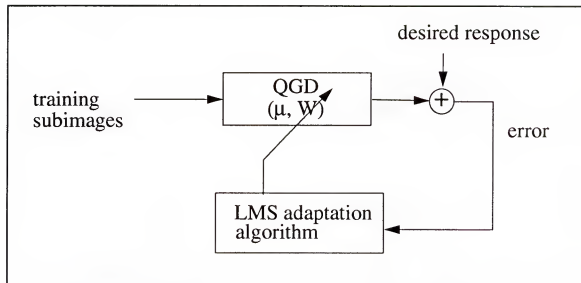 desired response
QGD
(μ, W)
+
training
subimages
error
LMS adaptation
algorithm